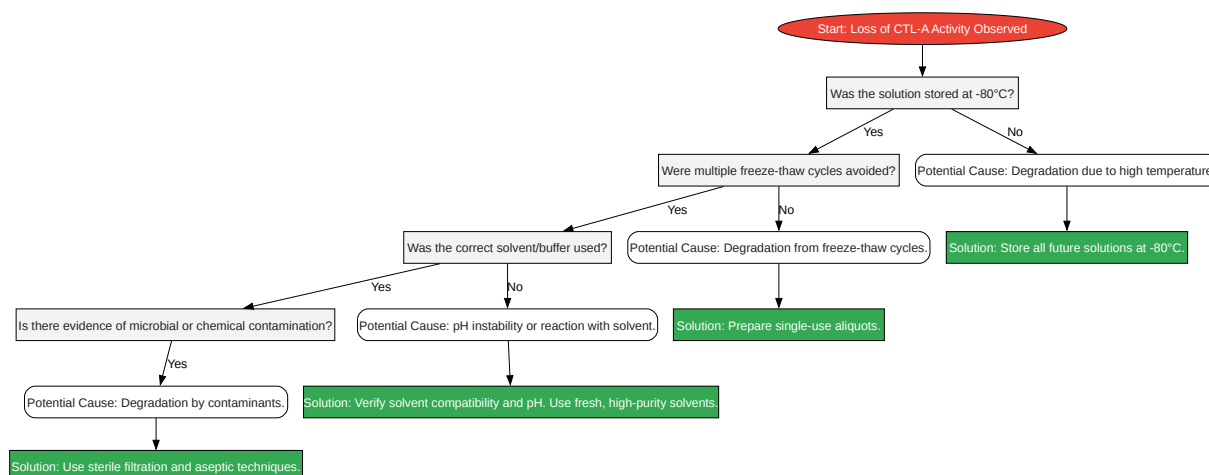 Start: Loss of CTL-A Activity Observed
Was the solution stored at -80°C?
Yes
No
Were multiple freeze-thaw cycles avoided?
Potential Cause: Degradation due to high temperature
Yes
No
Was the correct solvent/buffer used?
Potential Cause: Degradation from freeze-thaw cycles.
Solution: Store all future solutions at -80°C.
Yes
No
Is there evidence of microbial or chemical contamination?
Potential Cause: pH instability or reaction with solvent.
Solution: Prepare single-use aliquots.
Yes
Potential Cause: Degradation by contaminants.
Solution: Verify solvent compatibility and pH. Use fresh, high-purity solvents.
Solution: Use sterile filtration and aseptic techniques.